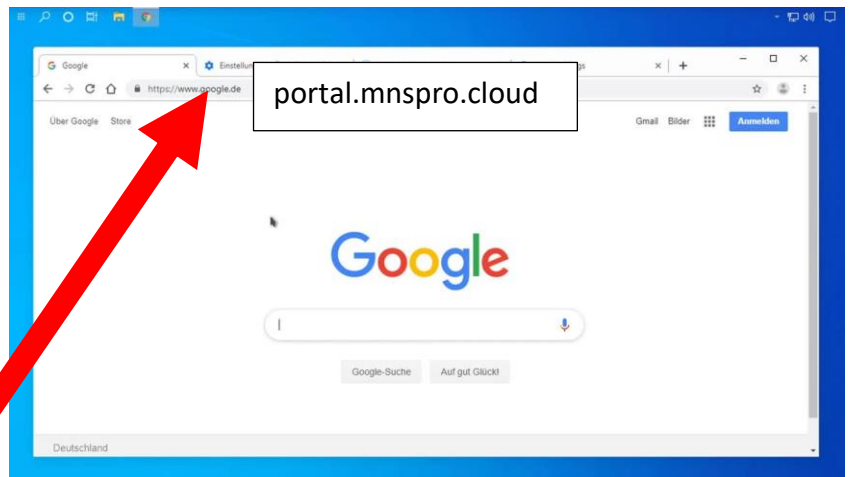 Google
Einstellun
gs
https://www.google.de
portal.mnspro.cloud
Über Google Store
Gmail Bilder
Anmelden
Google
Google-Suche
Auf gut Glück!
Deutschland